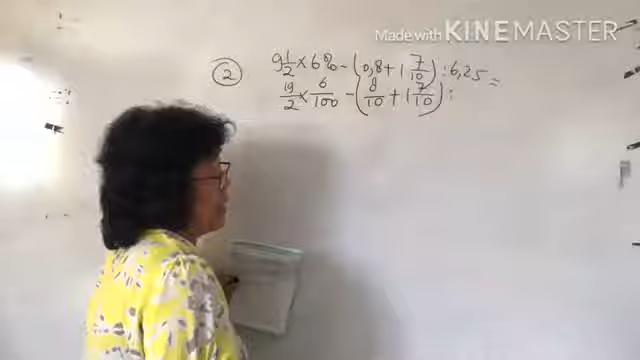 Made with KINEMASTER
② 9 1/2 × 6% - (0,8 + 1 7/10) : 6,25 =
19/2 × 6/100 - (8/10 + 1 7/10) :